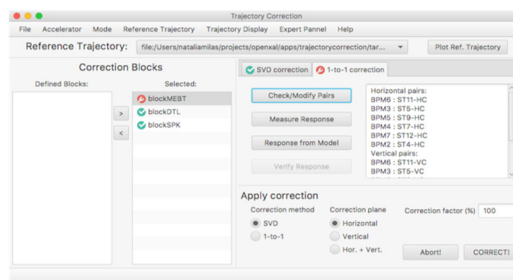 Trajectory Correction
File Accelerator Mode Reference Trajectory Trajectory Display Expert Pannel Help
Reference Trajectory: file:/Users/nataliamilas/projects/openxal/apps/trajectorycorrection/tar... Plot Ref. Trajectory
Correction Blocks
Defined Blocks: Selected:
blockMEBT
blockDTL
blockSPK
>
<
SVD correction 1-to-1 correction
Check/Modify Pairs
Measure Response
Response from Model
Verify Response
Horizontal pairs:
BPM6 : ST11-HC
BPM3 : ST5-HC
BPM5 : ST9-HC
BPM4 : ST7-HC
BPM7 : ST12-HC
BPM2 : ST4-HC
Vertical pairs:
BPM6 : ST11-VC
BPM3 : ST5-VC
Apply correction
Correction method Correction plane Correction factor (%) 100
SVD Horizontal
1-to-1 Vertical
Hor. + Vert. Abort! CORRECT!